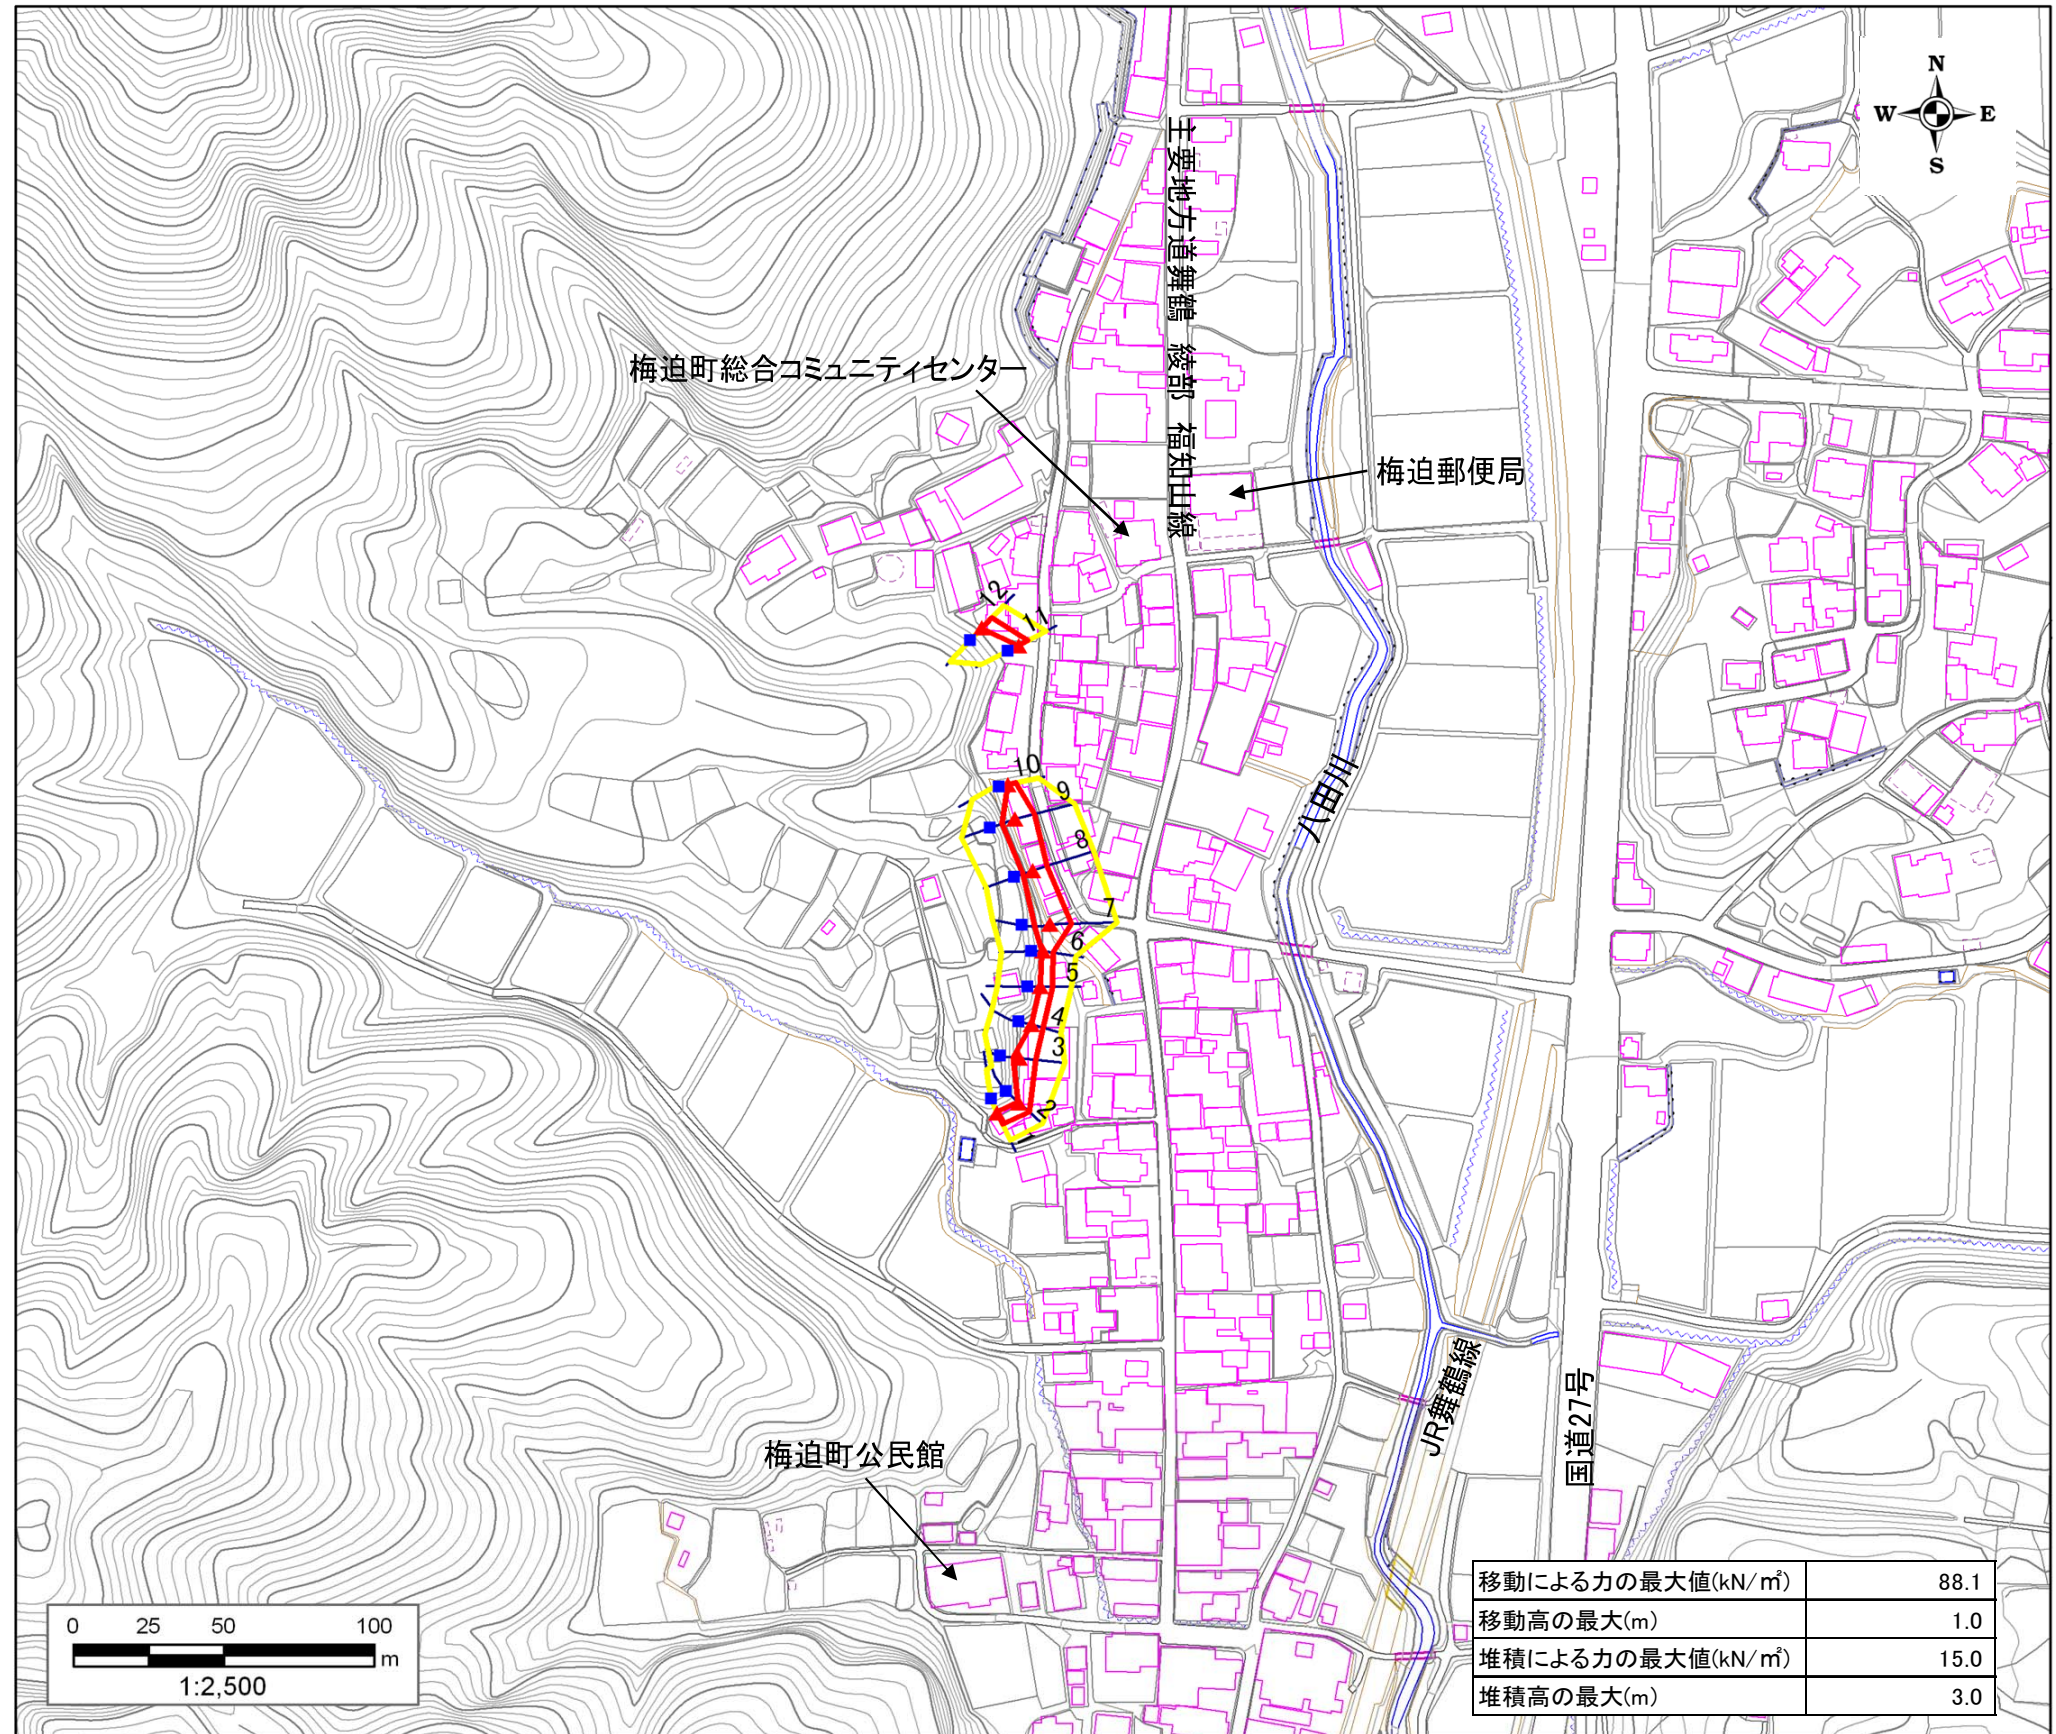 N
W E
S
主要地方道舞鶴 綾部 福知山線
梅迫町総合コミュニティセンター
梅迫郵便局
12
11
10
9
8
八田川
7
6
5
4
3
2
JR舞鶴線
国道27号
梅迫町公民館
移動による力の最大値(kN/㎡) 88.1
移動高の最大(m) 1.0
堆積による力の最大値(kN/㎡) 15.0
堆積高の最大(m) 3.0
0 25 50 100
m
1:2,500